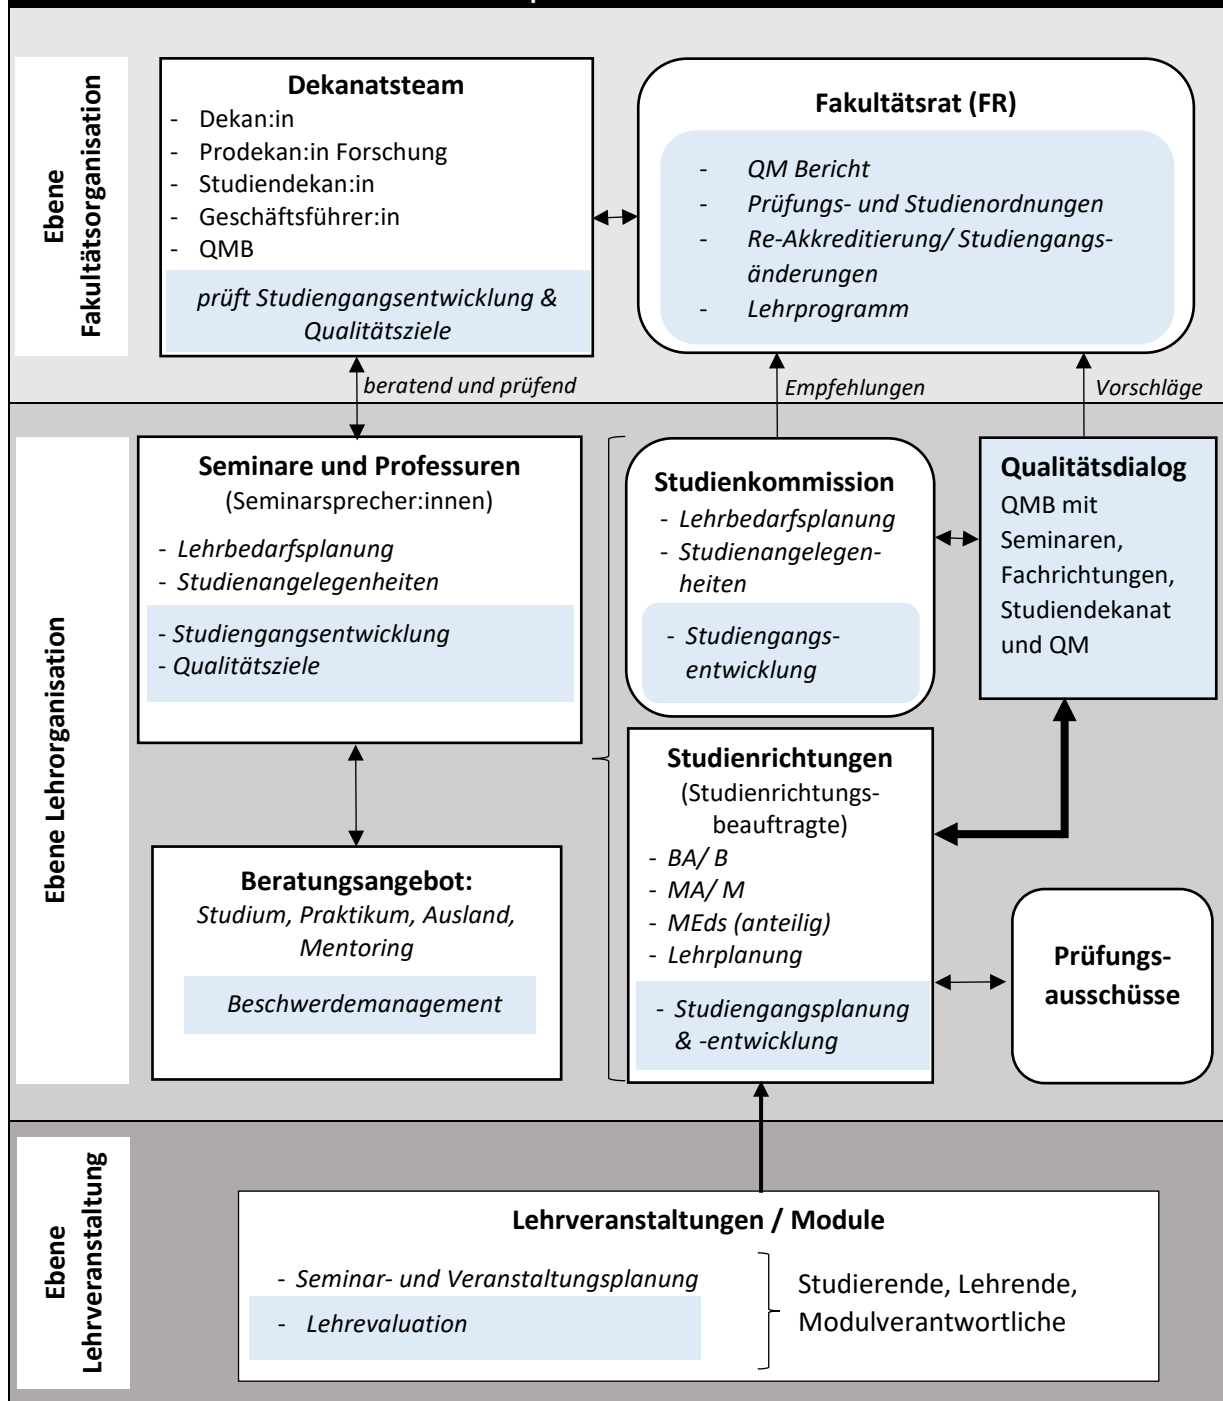 Ebene
Fakultätsorganisation
Dekanatsteam
- Dekan:in
- Prodekan:in Forschung
- Studiendekan:in
- Geschäftsführer:in
- QMB
prüft Studiengangsentwicklung &
Qualitätsziele
Fakultätsrat (FR)
- QM Bericht
- Prüfungs- und Studienordnungen
- Re-Akkreditierung/ Studiengangs-
änderungen
- Lehrprogramm
beratend und prüfend
Empfehlungen
Vorschläge
Ebene Lehrorganisation
Seminare und Professuren
(Seminarsprecher:innen)
- Lehrbedarfsplanung
- Studienangelegenheiten
- Studiengangsentwicklung
- Qualitätsziele
Studienkommission
- Lehrbedarfsplanung
- Studienangelegen-
heiten
- Studiengangs-
entwicklung
Qualitätsdialog
QMB mit
Seminaren,
Fachrichtungen,
Studiendekanat
und QM
Beratungsangebot:
Studium, Praktikum, Ausland,
Mentoring
Beschwerdemanagement
Studienrichtungen
(Studienrichtungs-
beauftragte)
- BA/ B
- MA/ M
- MEds (anteilig)
- Lehrplanung
- Studiengangsplanung
& -entwicklung
Prüfungs-
ausschüsse
Ebene
Lehrveranstaltung
Lehrveranstaltungen / Module
- Seminar- und Veranstaltungsplanung
- Lehrevaluation
Studierende, Lehrende,
Modulverantwortliche